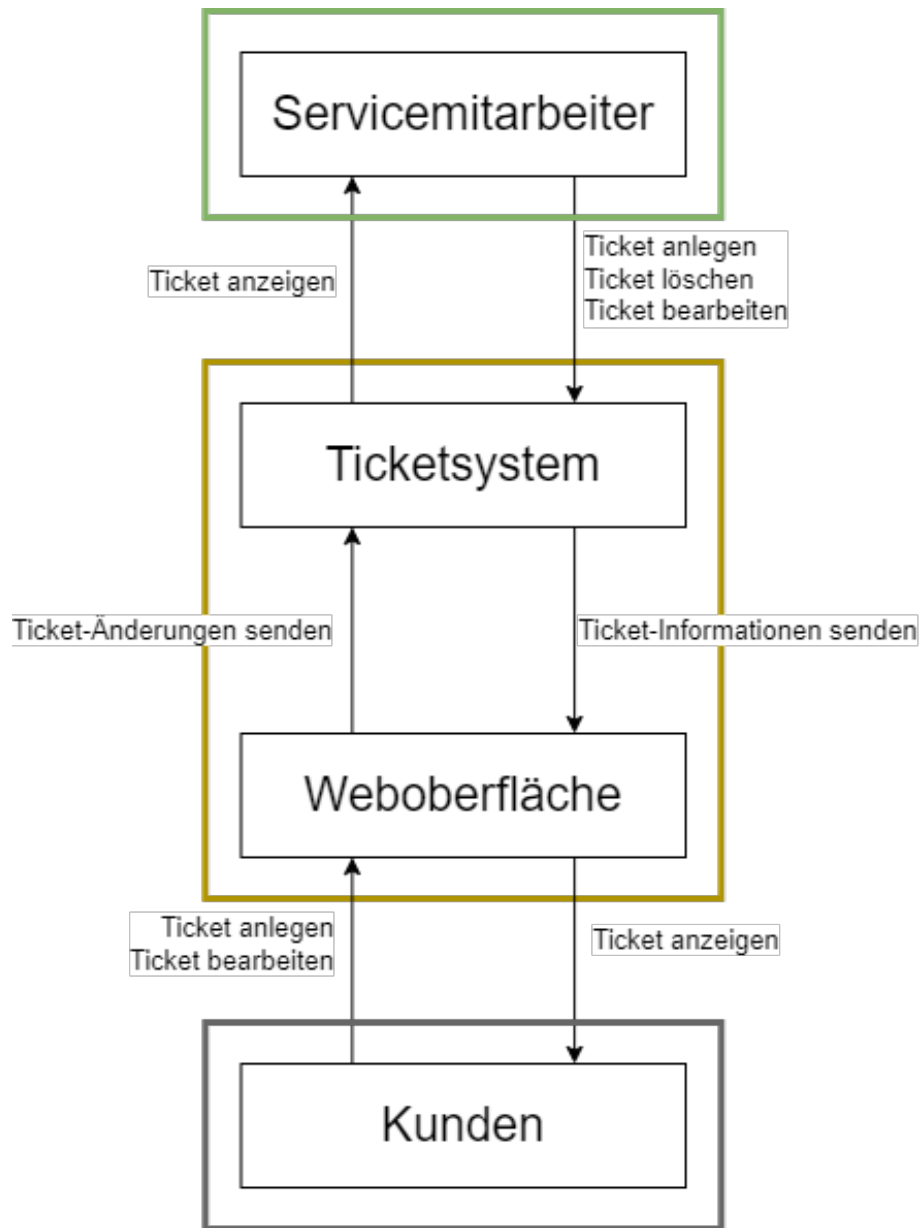 Servicemitarbeiter
Ticket anzeigen
Ticket anlegen
Ticket löschen
Ticket bearbeiten
Ticketsystem
Ticket-Änderungen senden
Ticket-Informationen senden
Weboberfläche
Ticket anlegen
Ticket bearbeiten
Ticket anzeigen
Kunden